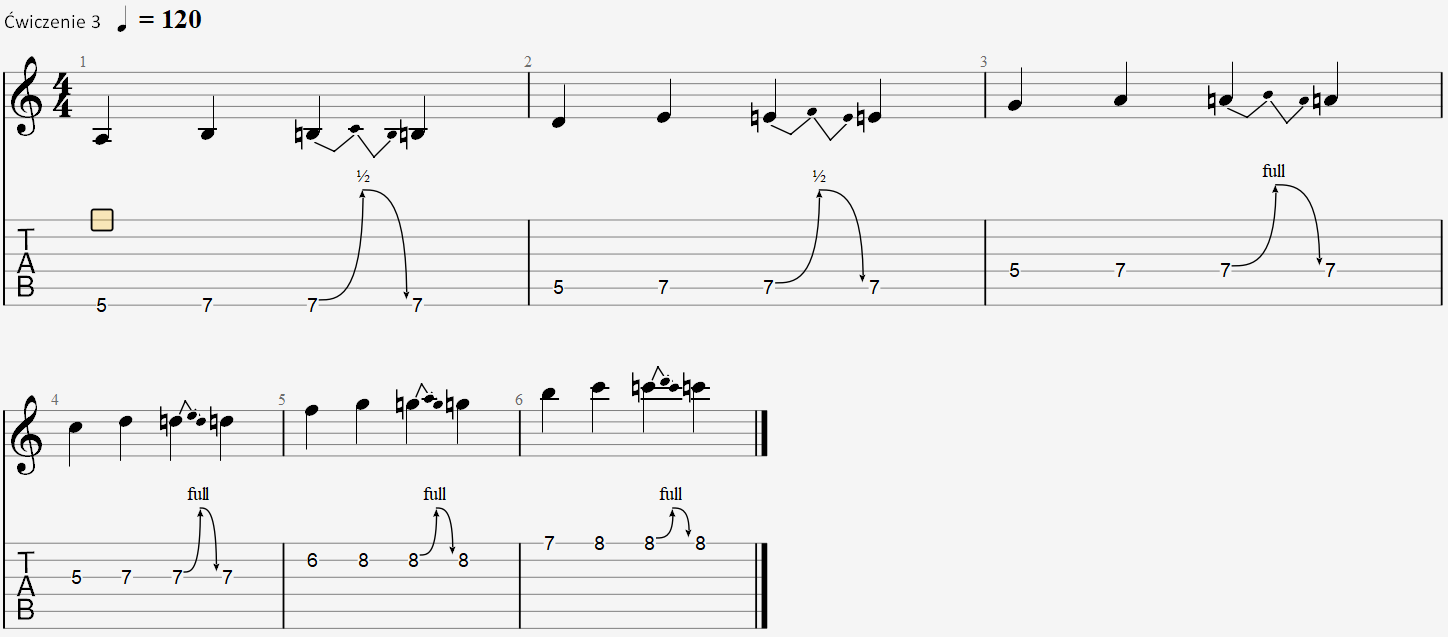 Ćwiczenie 3 ♩ = 120
1 2 3
4
4
½ ½ full
T
A
B
5 7 7 7 5 7 7 7 5 7 7 7
4 5 6
full full full
T
A
B
5 7 7 7 6 8 8 8 7 8 8 8